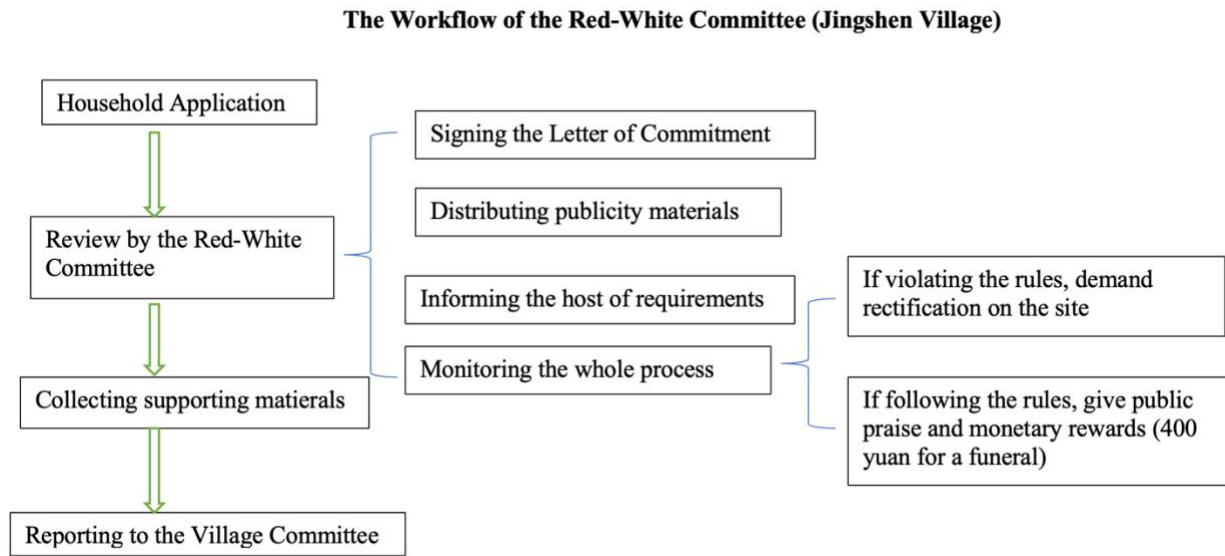 The Workflow of the Red-White Committee (Jingshen Village)
Household Application
Review by the Red-White
Committee
Collecting supporting matierals
Reporting to the Village Committee
Signing the Letter of Commitment
Distributing publicity materials
Informing the host of requirements
Monitoring the whole process
If violating the rules, demand
rectification on the site
If following the rules, give public
praise and monetary rewards (400
yuan for a funeral)